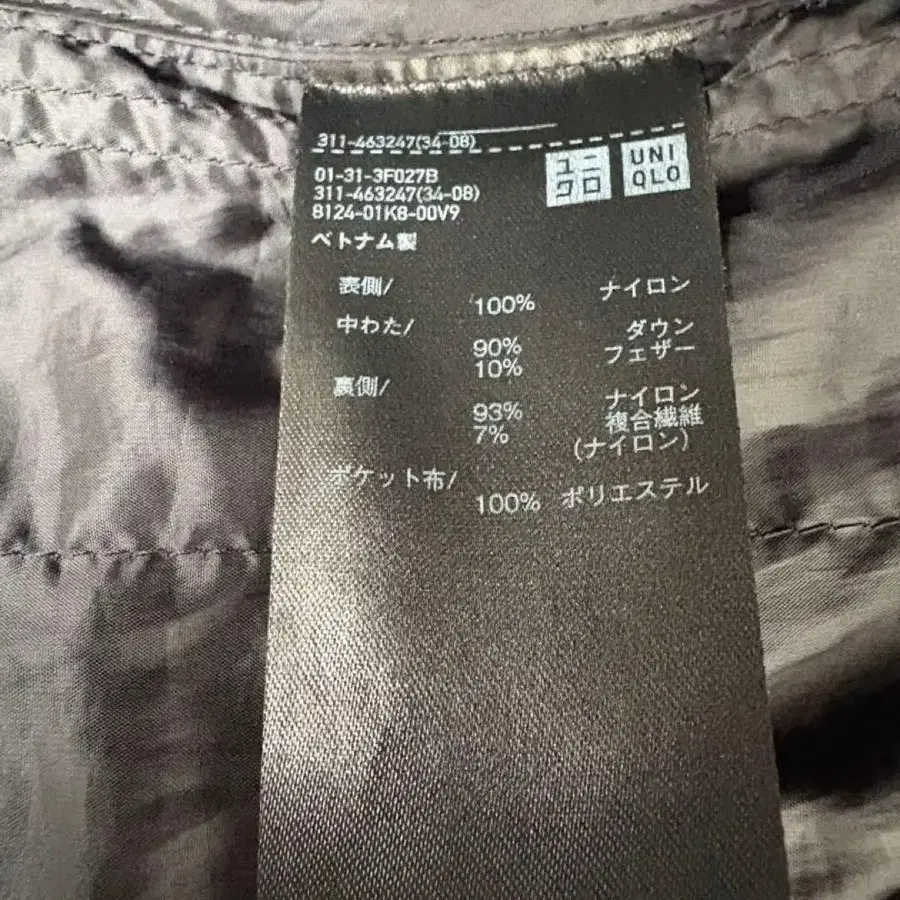 311-463247(34-08)
ユニ
クロ
UNI
QLO
01-31-3F027B
311-463247(34-08)
8124-01K8-00V9
ベトナム製
表側/
100% ナイロン
中わた/
90% ダウン
10% フェザー
裏側/
93% ナイロン
7% 複合繊維
(ナイロン)
ポケット布/
100% ポリエステル